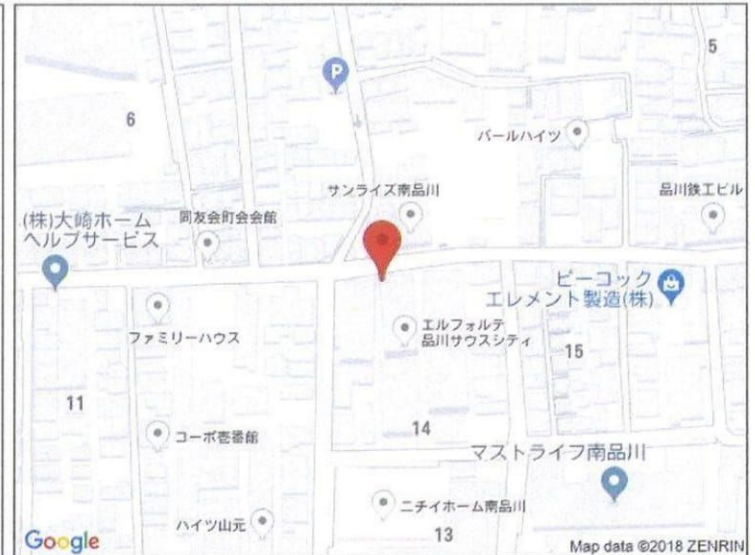 5
6
P
パールハイツ
サンライズ南品川
品川鉄工ビル
(株)大崎ホーム
ヘルプサービス
同友会町会会館
ピーコック
エレメント製造(株)
ファミリーハウス
エルフォルテ
品川サウスシティ
15
11
14
コーポ壱番館
マストライフ南品川
ニチイホーム南品川
ハイツ山元
13
Google
Map data ©2018 ZENRIN